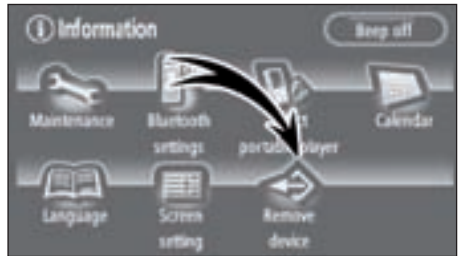 Information
Beep off
Maintenance
Bluetooth
settings
portable player
Calendar
Language
Screen
setting
Remove
device